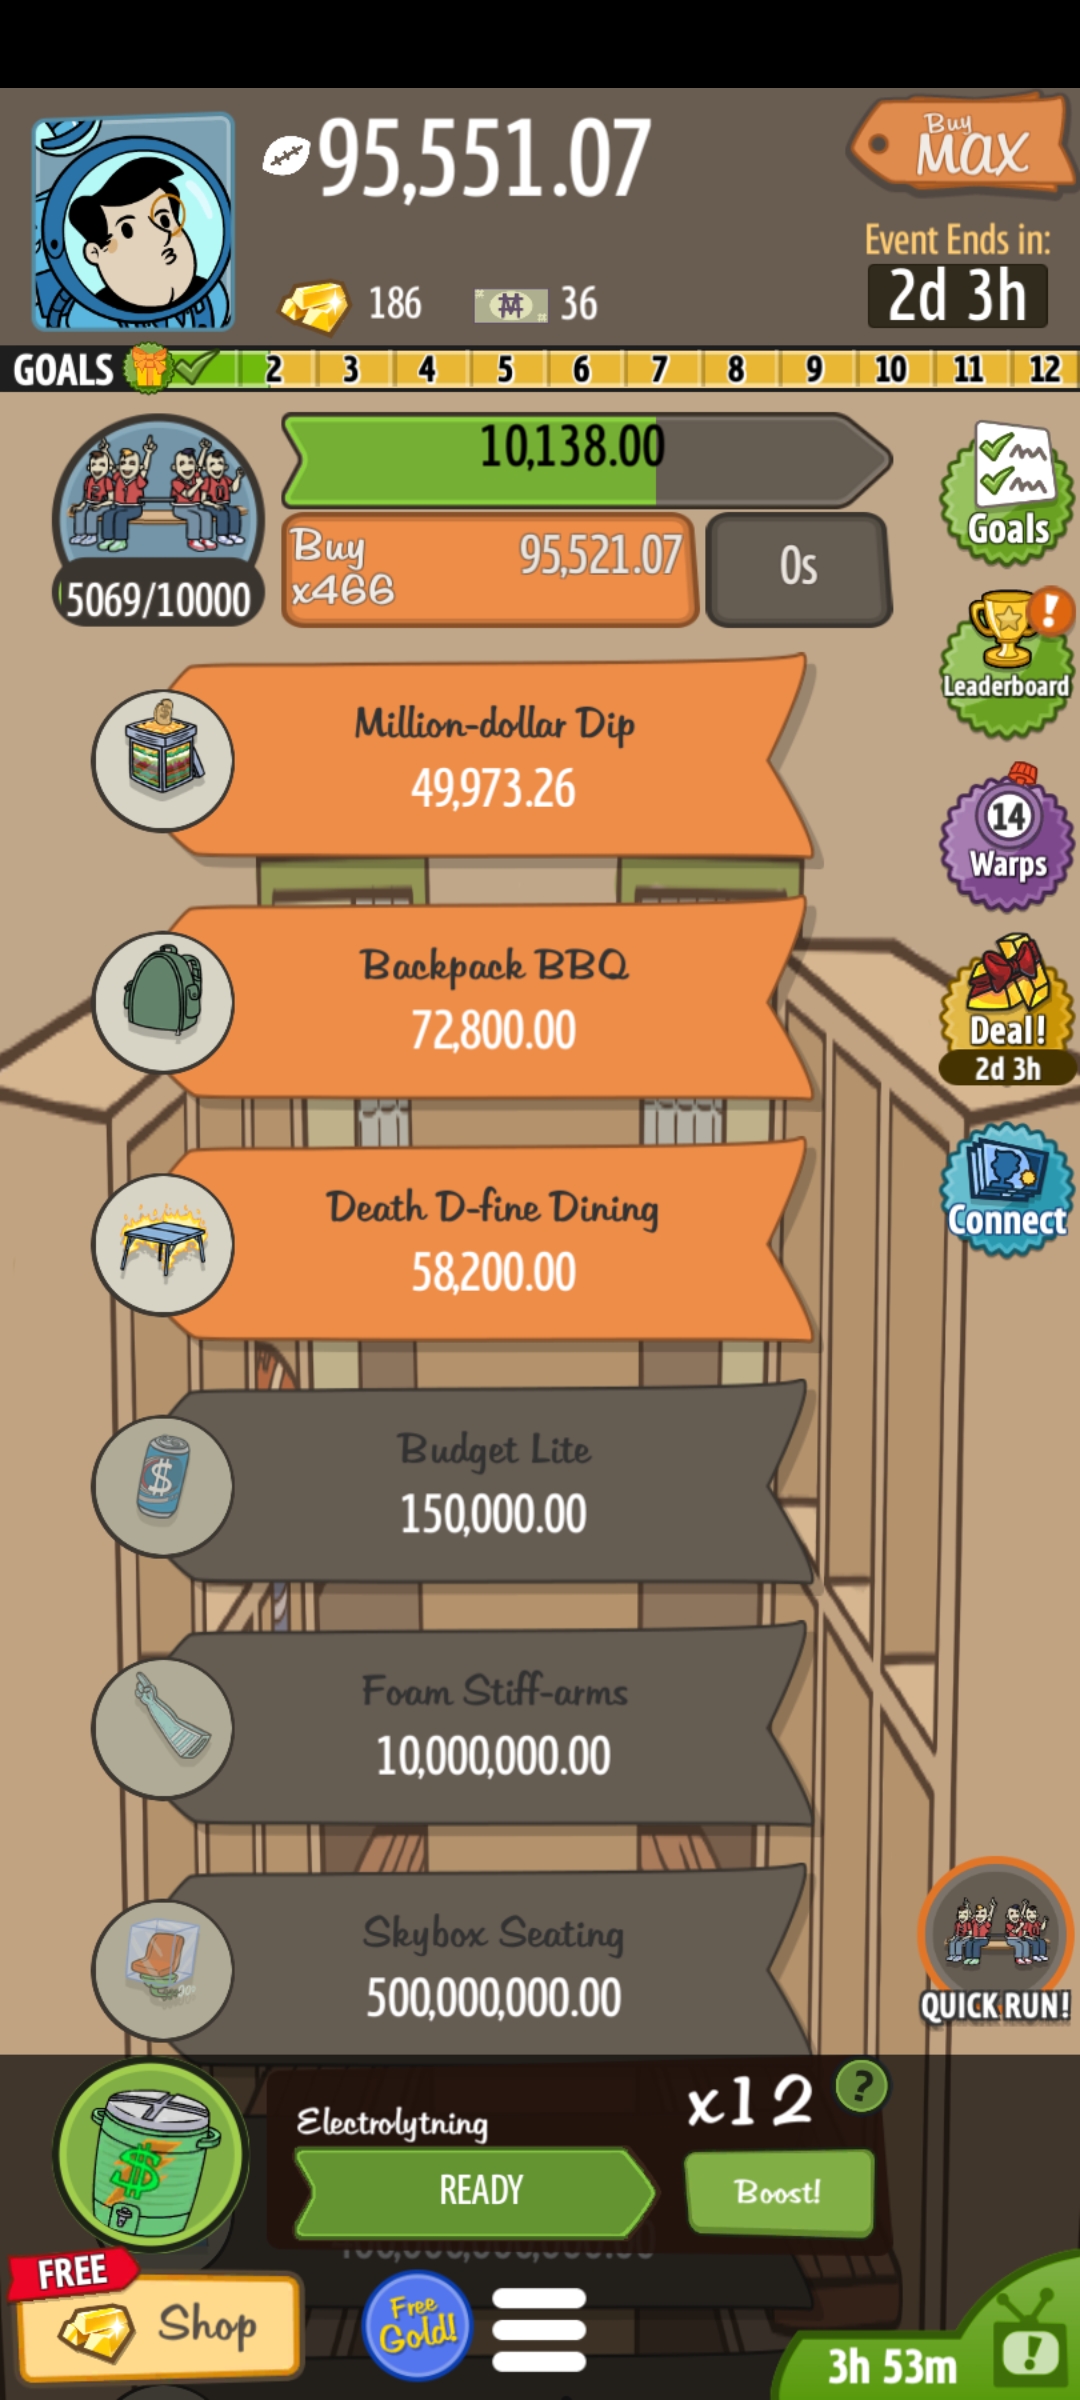 95,551.07
Buy
MAX
186
36
Event Ends in:
2d 3h
GOALS 2 3 4 5 6 7 8 9 10 11 12
10,138.00
5069/10000
Buy
x466
95,521.07
0s
Goals
Leaderboard
14
Warps
Deal!
2d 3h
Connect
Million-dollar Dip
49,973.26
Backpack BBQ
72,800.00
Death D-fine Dining
58,200.00
Budget Lite
150,000.00
Foam Stiff-arms
10,000,000.00
Skybox Seating
500,000,000.00
QUICK RUN!
Electrolytning
x12
?
READY
Boost!
FREE
Shop
Free
Gold!
3h 53m